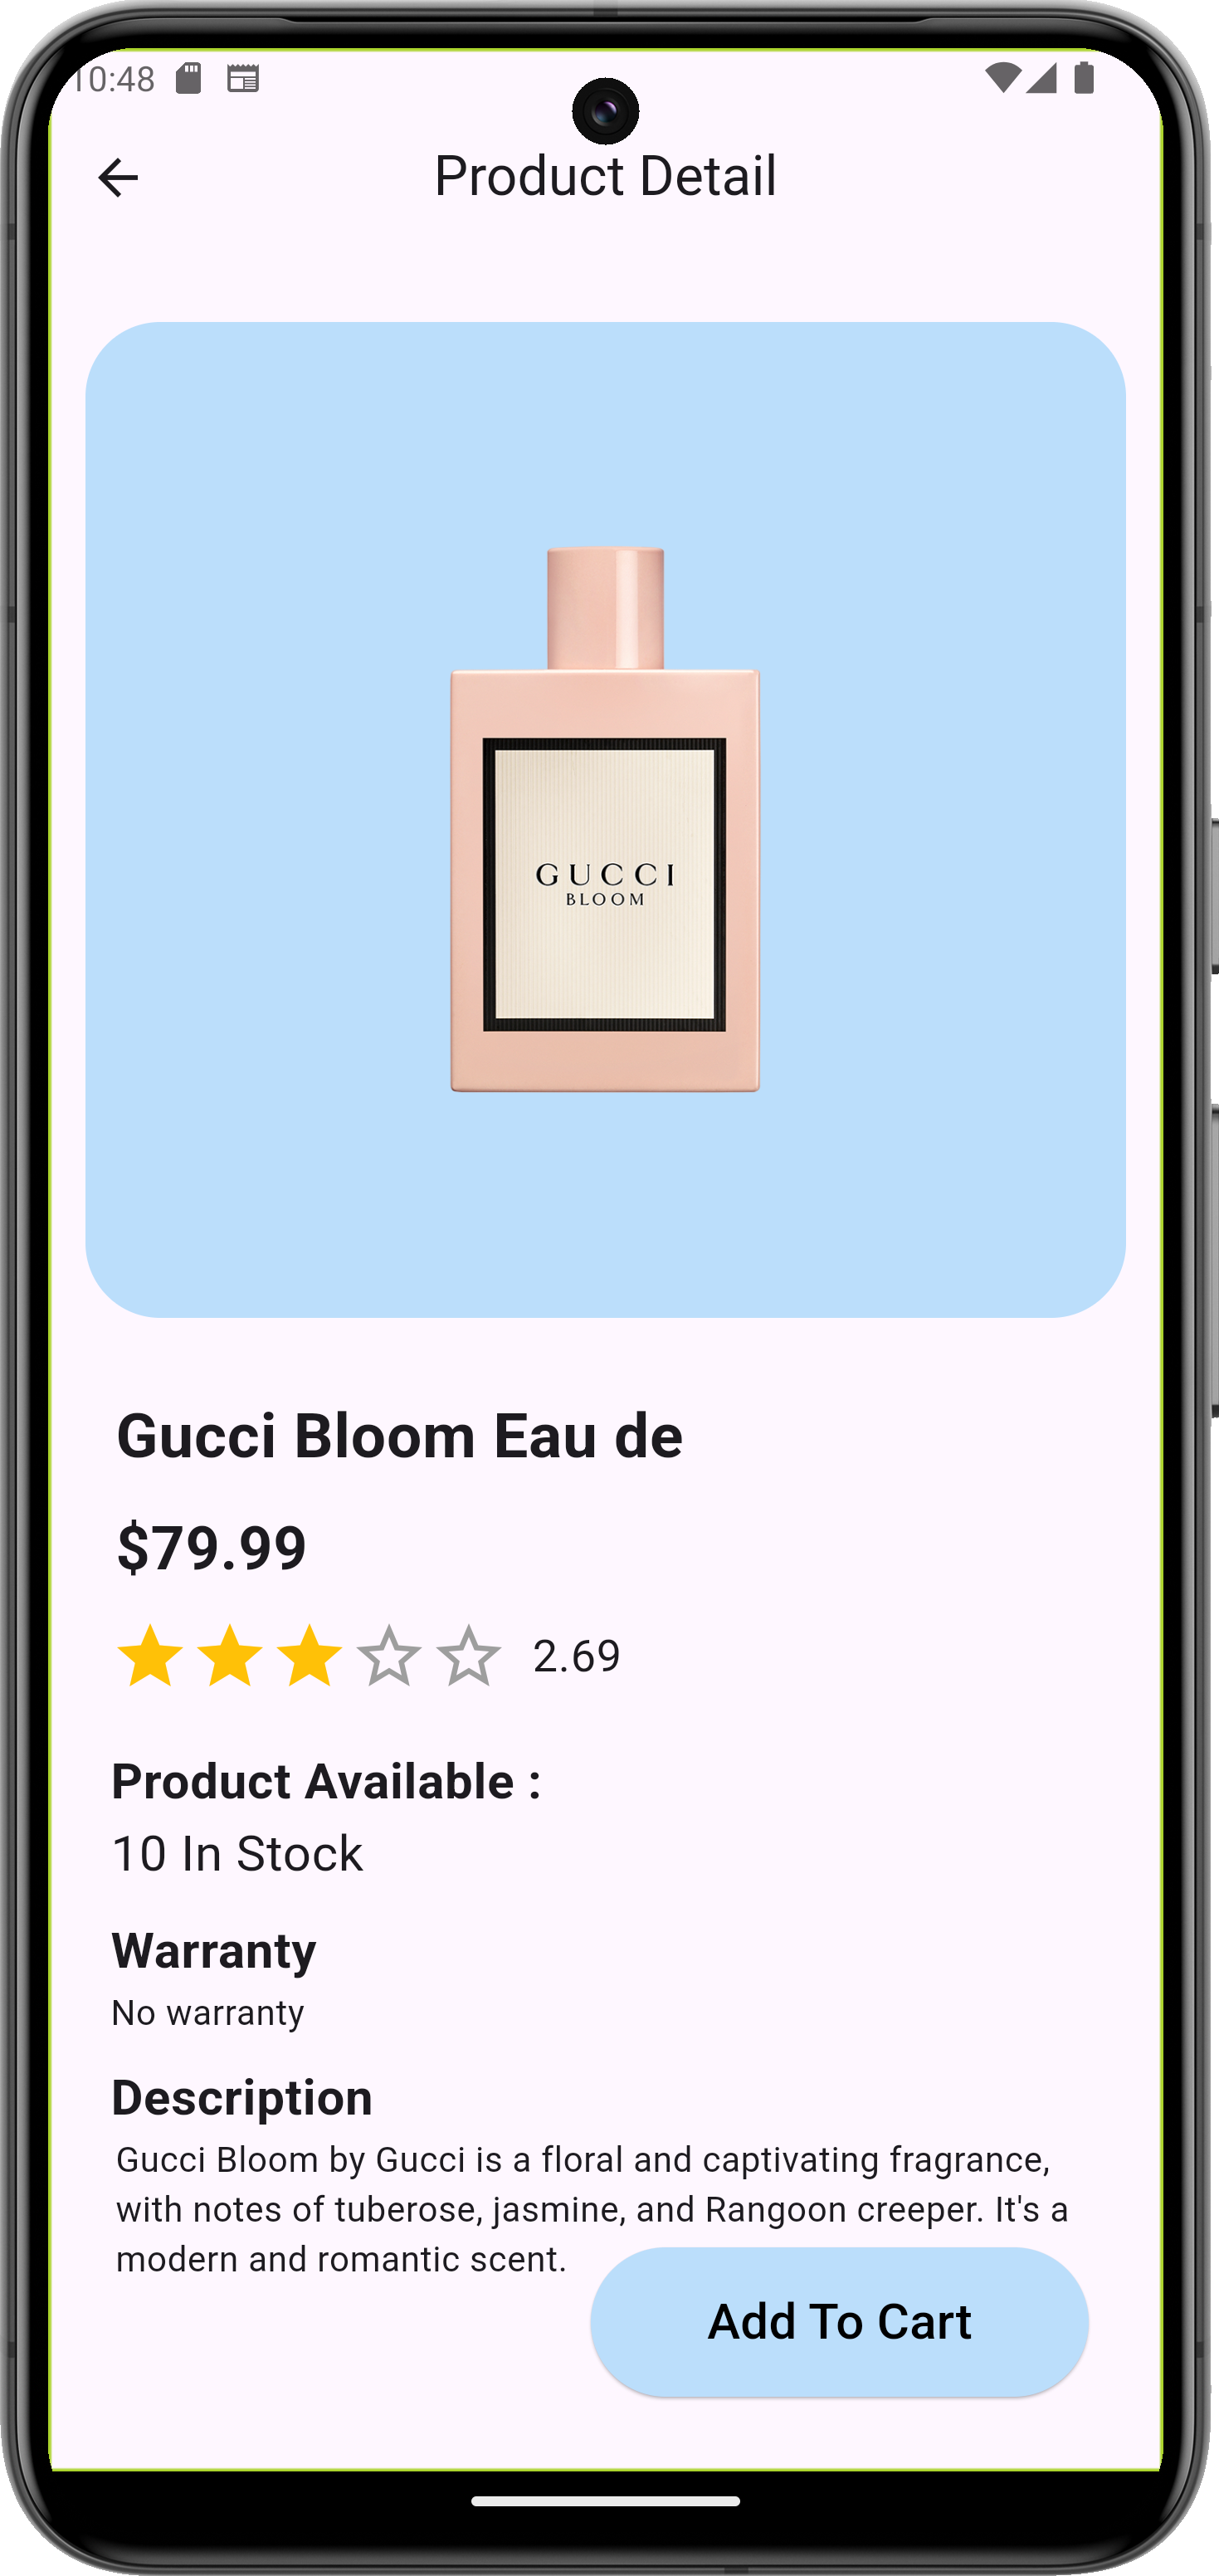 10:48
Product Detail
GUCCI
BLOOM
Gucci Bloom Eau de
$79.99
2.69
Product Available :
10 In Stock
Warranty
No warranty
Description
Gucci Bloom by Gucci is a floral and captivating fragrance,
with notes of tuberose, jasmine, and Rangoon creeper. It's a
modern and romantic scent.
Add To Cart